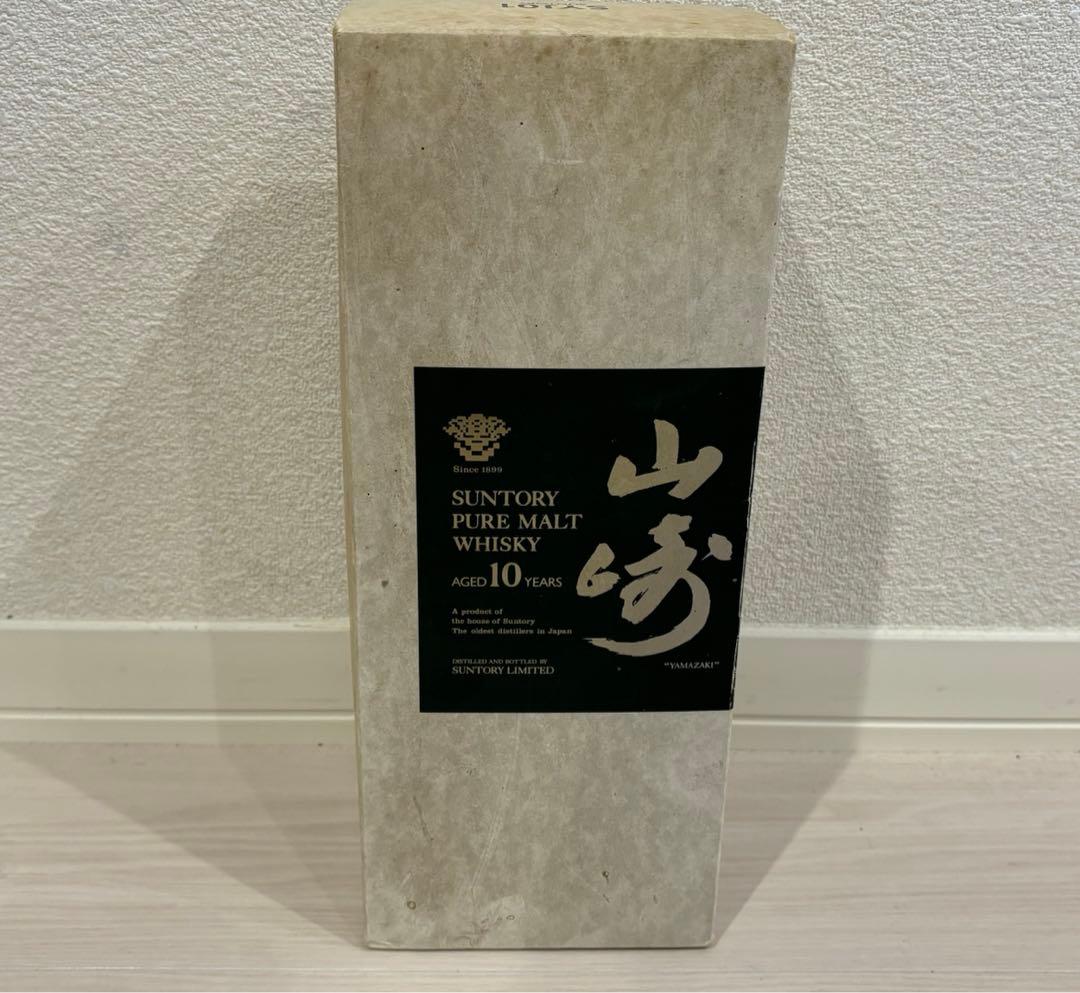 SY101
Since 1899
SUNTORY
PURE MALT
WHISKY
AGED 10 YEARS
A product of
the house of Suntory
The oldest distillers in Japan
DISTILLED AND BOTTLED BY
SUNTORY LIMITED
山崎
"YAMAZAKI"